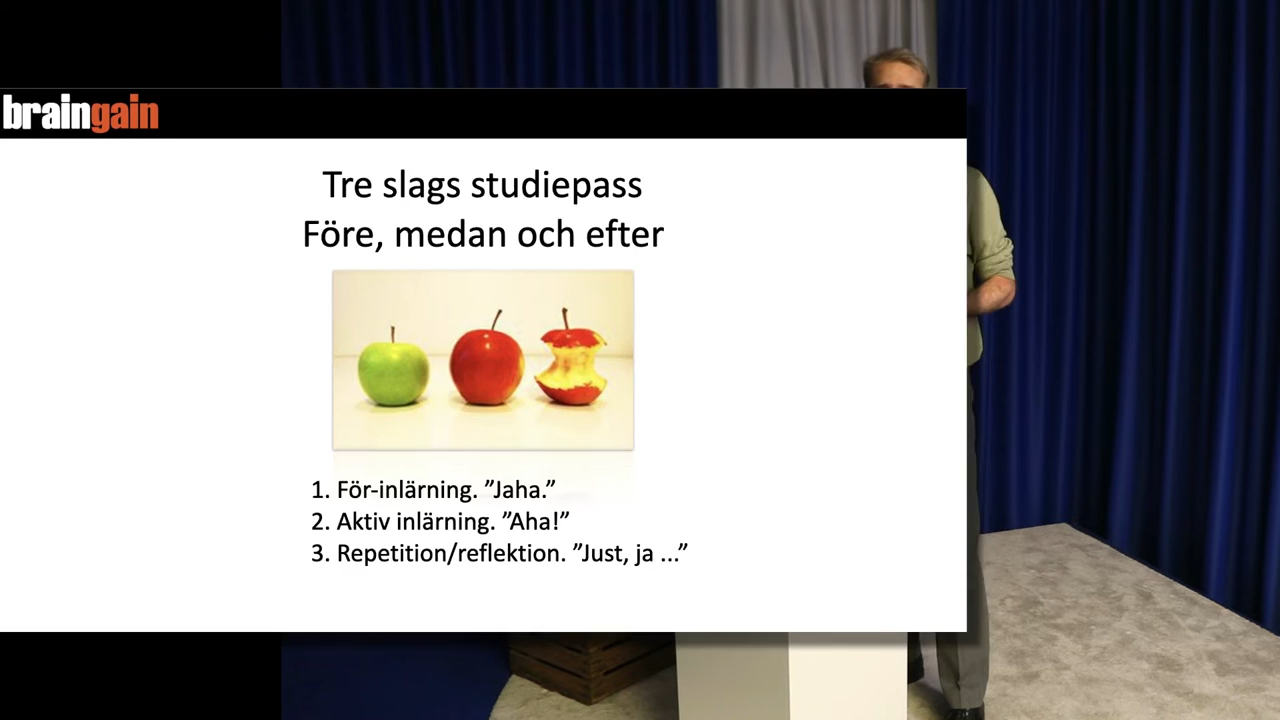 braingain
Tre slags studiepass
Före, medan och efter
1. För-inlärning. ”Jaha.”
2. Aktiv inlärning. ”Aha!”
3. Repetition/reflektion. ”Just, ja ...”